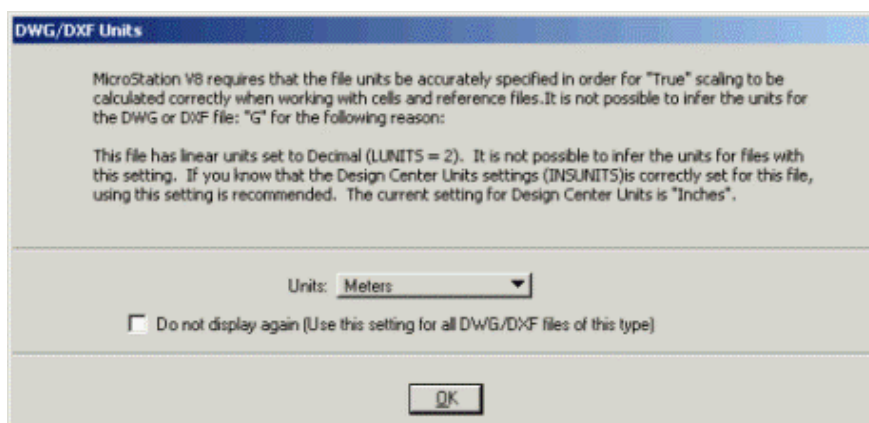 DWG/DXF Units
MicroStation V8 requires that the file units be accurately specified in order for "True" scaling to be
calculated correctly when working with cells and reference files.It is not possible to infer the units for
the DWG or DXF file: "G" for the following reason:
This file has linear units set to Decimal (LUNITS = 2).  It is not possible to infer the units for files with
this setting.  If you know that the Design Center Units settings (INSUNITS)is correctly set for this file,
using this setting is recommended.  The current setting for Design Center Units is "Inches".
Units: Meters
Do not display again (Use this setting for all DWG/DXF files of this type)
OK